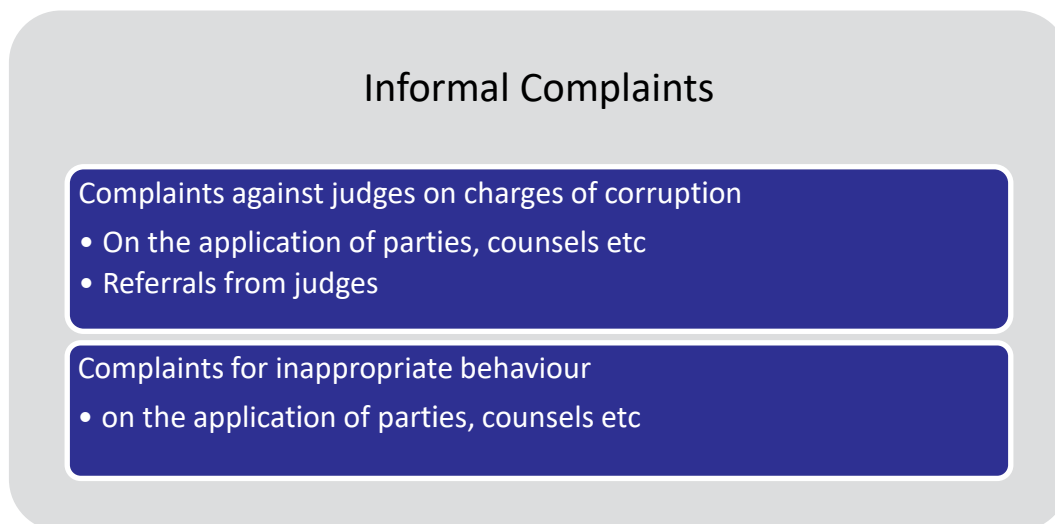 Informal Complaints
Complaints against judges on charges of corruption
• On the application of parties, counsels etc
• Referrals from judges
Complaints for inappropriate behaviour
• on the application of parties, counsels etc